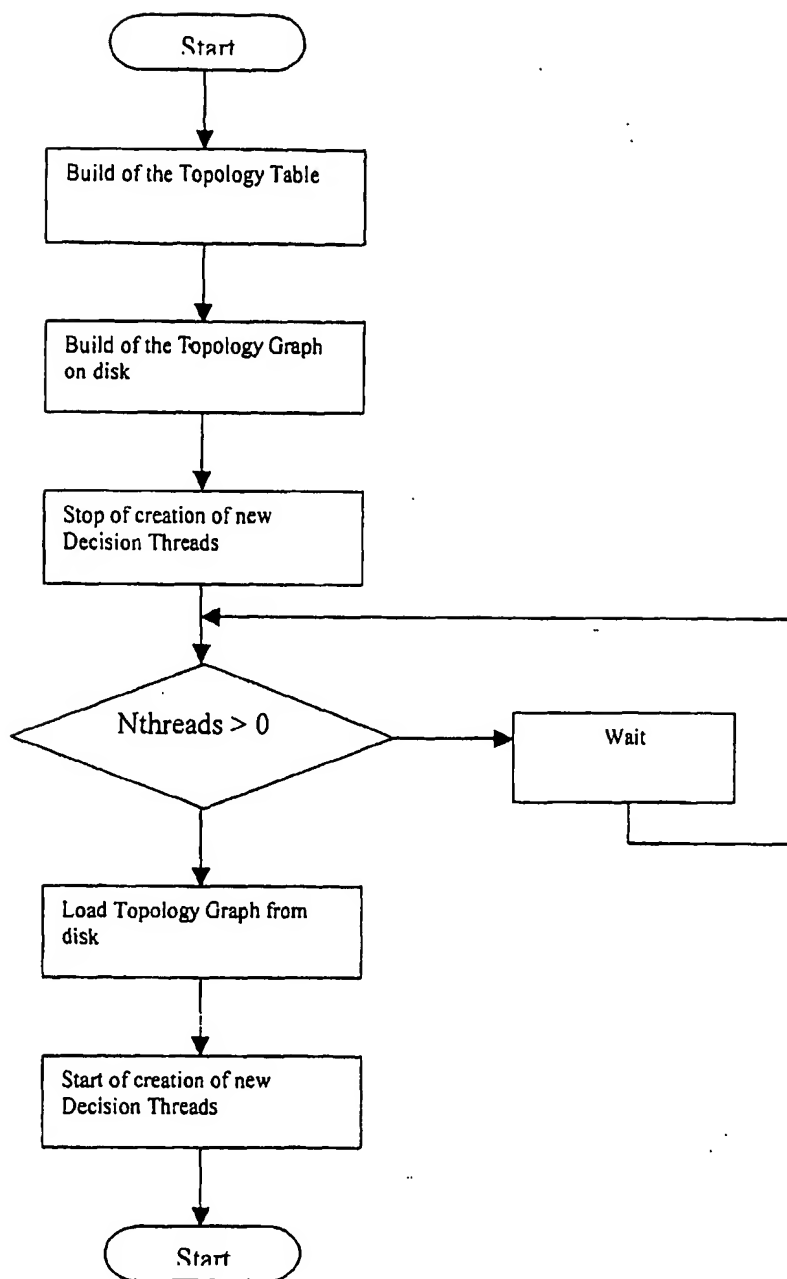 Start
Build of the Topology Table
Build of the Topology Graph
on disk
Stop of creation of new
Decision Threads
Nthreads > 0
Wait
Load Topology Graph from
disk
Start of creation of new
Decision Threads
Start